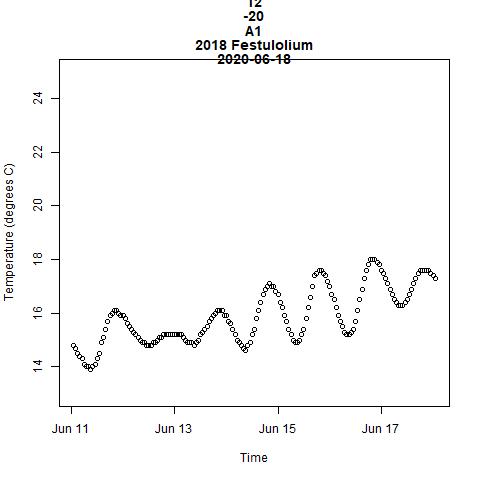 T2
-20
A1
2018 Festulolium
2020-06-18
24
22
20
18
16
14
Temperature (degrees C)
Jun 11 Jun 13 Jun 15 Jun 17
Time